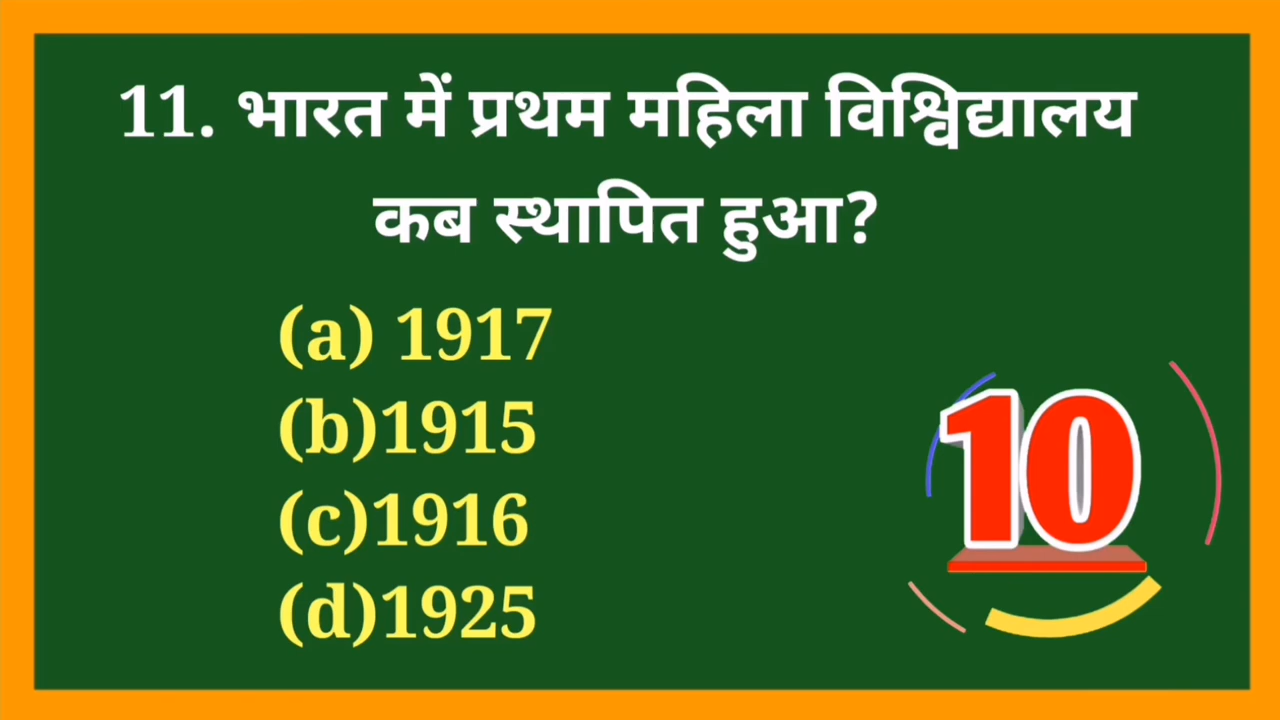 11. भारत में प्रथम महिला विश्विद्यालय
कब स्थापित हुआ?
(a) 1917
(b)1915
(c)1916
(d)1925
10